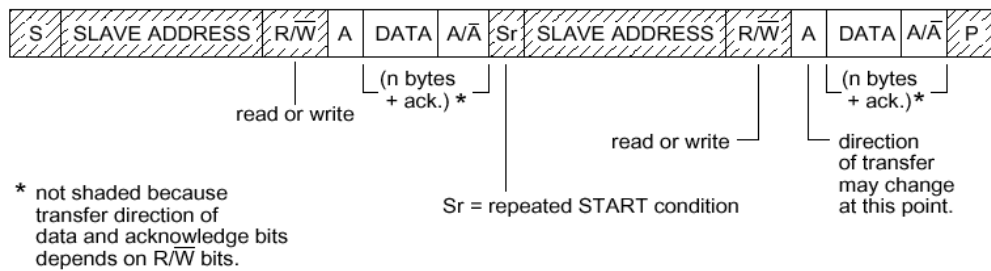 S SLAVE ADDRESS R/W̅ A DATA A/A̅ Sr SLAVE ADDRESS R/W̅ A DATA A/A̅ P
(n bytes
+ ack.) *
(n bytes
+ ack.) *
read or write
read or write
direction
of transfer
may change
at this point.
* not shaded because
transfer direction of
data and acknowledge bits
depends on R/W̅ bits.
Sr = repeated START condition